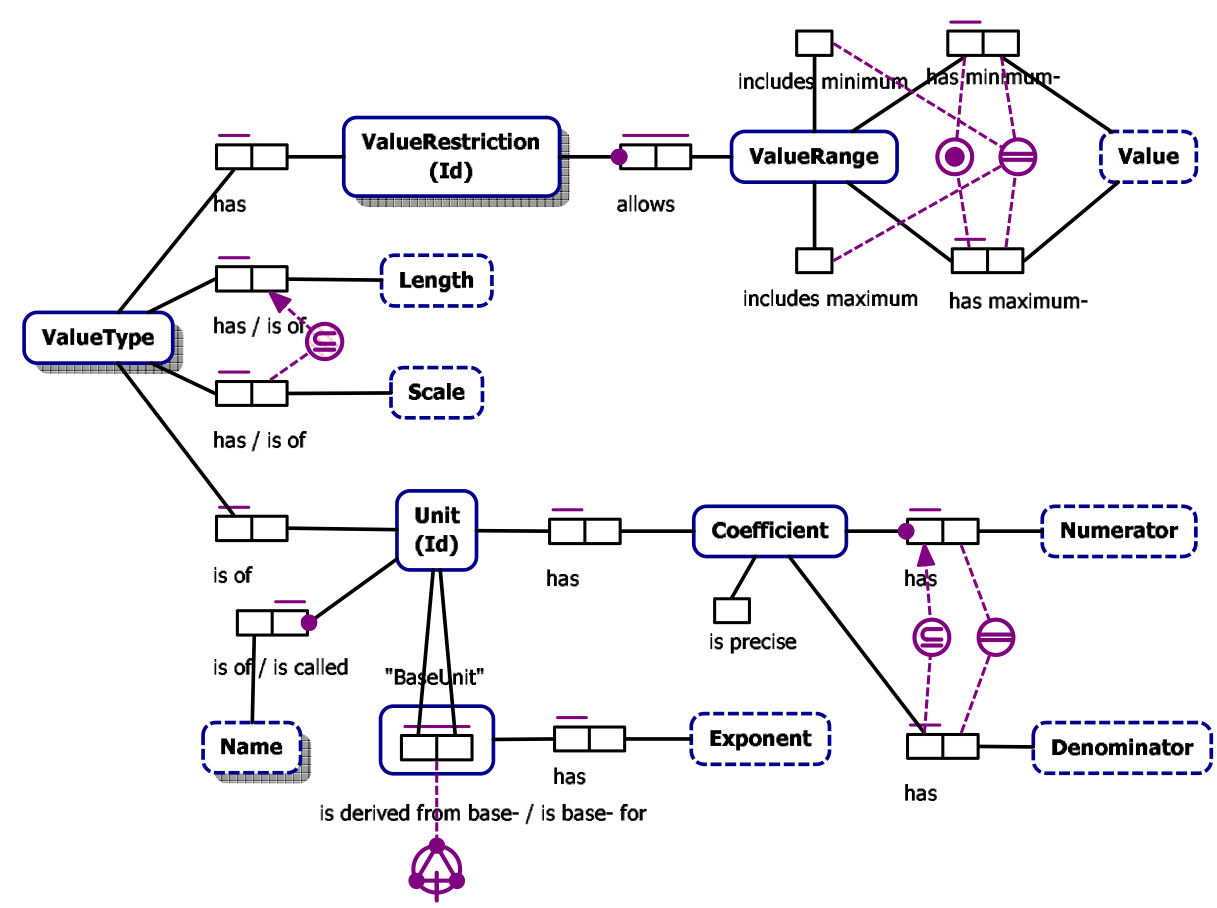 includes minimum
has minimum-
ValueRestriction
(Id)
ValueRange
Value
has
allows
Length
includes maximum
has maximum-
has / is of
ValueType
Scale
has / is of
Unit
(Id)
Coefficient
Numerator
is of
has
has
is precise
is of / is called
"BaseUnit"
Name
Exponent
Denominator
has
has
is derived from base- / is base- for